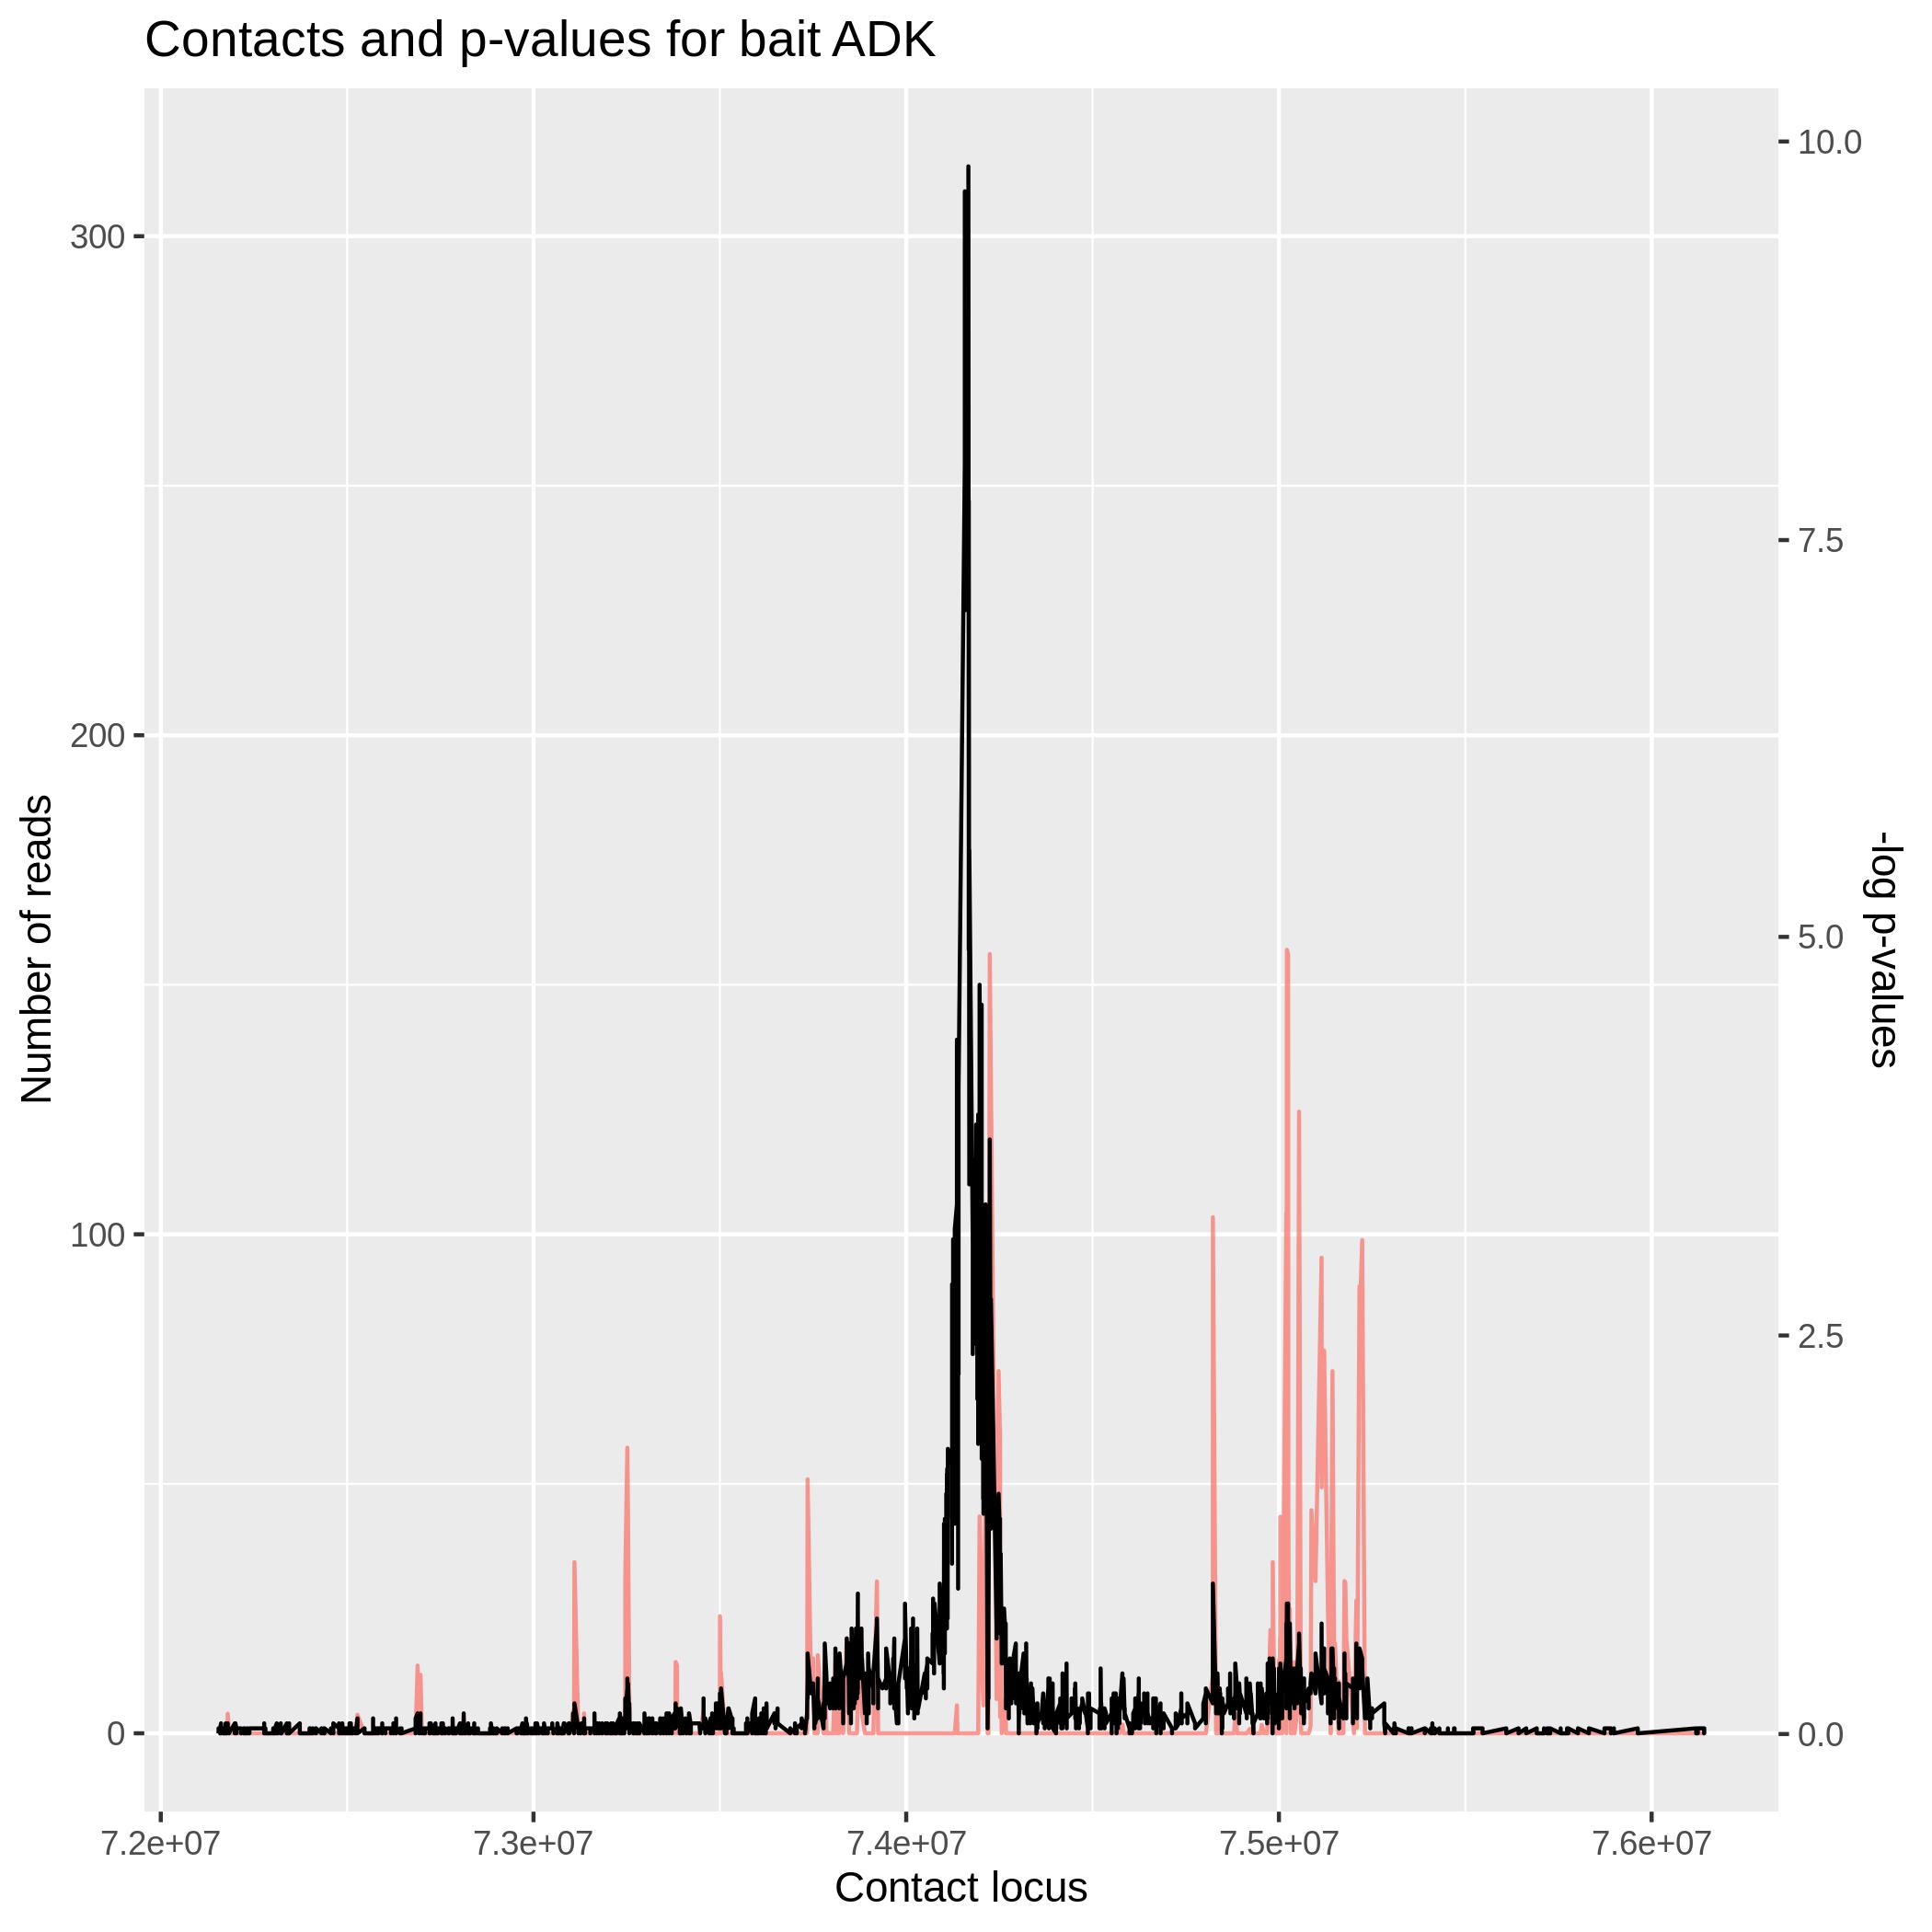 Contacts and p-values for bait ADK
300
200
100
0
Number of reads
10.0
7.5
5.0
2.5
0.0
-log p-values
7.2e+07 7.3e+07 7.4e+07 7.5e+07 7.6e+07
Contact locus